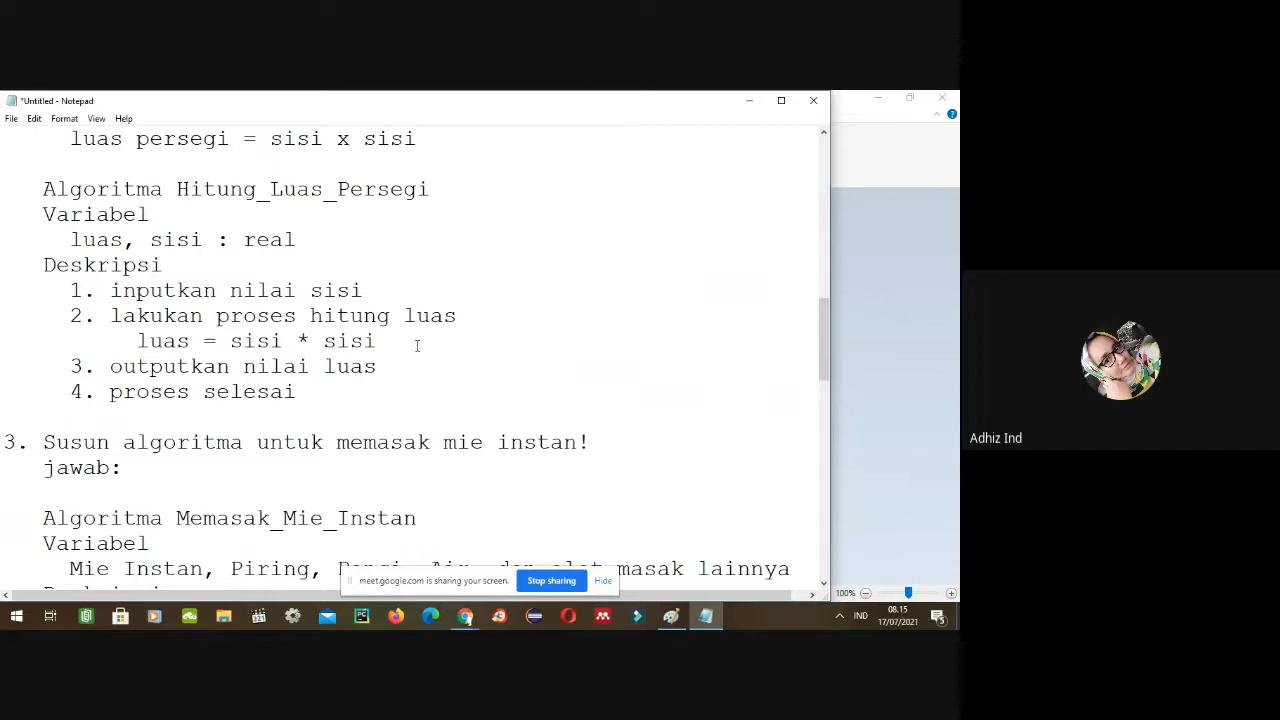 *Untitled - Notepad
File Edit Format View Help
luas persegi = sisi x sisi
Algoritma Hitung_Luas_Persegi
Variabel
luas, sisi : real
Deskripsi
1. inputkan nilai sisi
2. lakukan proses hitung luas
luas = sisi * sisi
3. outputkan nilai luas
4. proses selesai
3. Susun algoritma untuk memasak mie instan!
jawab:
Algoritma Memasak_Mie_Instan
Variabel
Mie Instan, Piring, masak lainnya
meet.google.com is sharing your screen. Stop sharing Hide
100%
IND
08.15
17/07/2021
Adhiz Ind